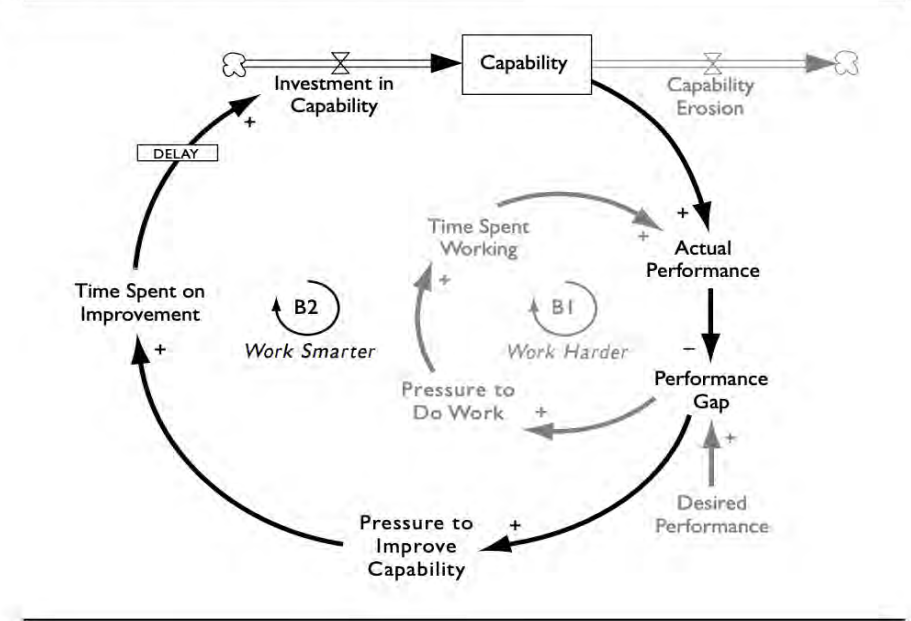 Investment in
Capability
Capability
Capability
Erosion
+
DELAY
Time Spent
Working
+
+
+
Actual
Performance
Time Spent on
Improvement
+
B2
Work Smarter
B1
Work Harder
−
Performance
Gap
Pressure to
Do Work
+
+
Desired
Performance
Pressure to
Improve
Capability
+